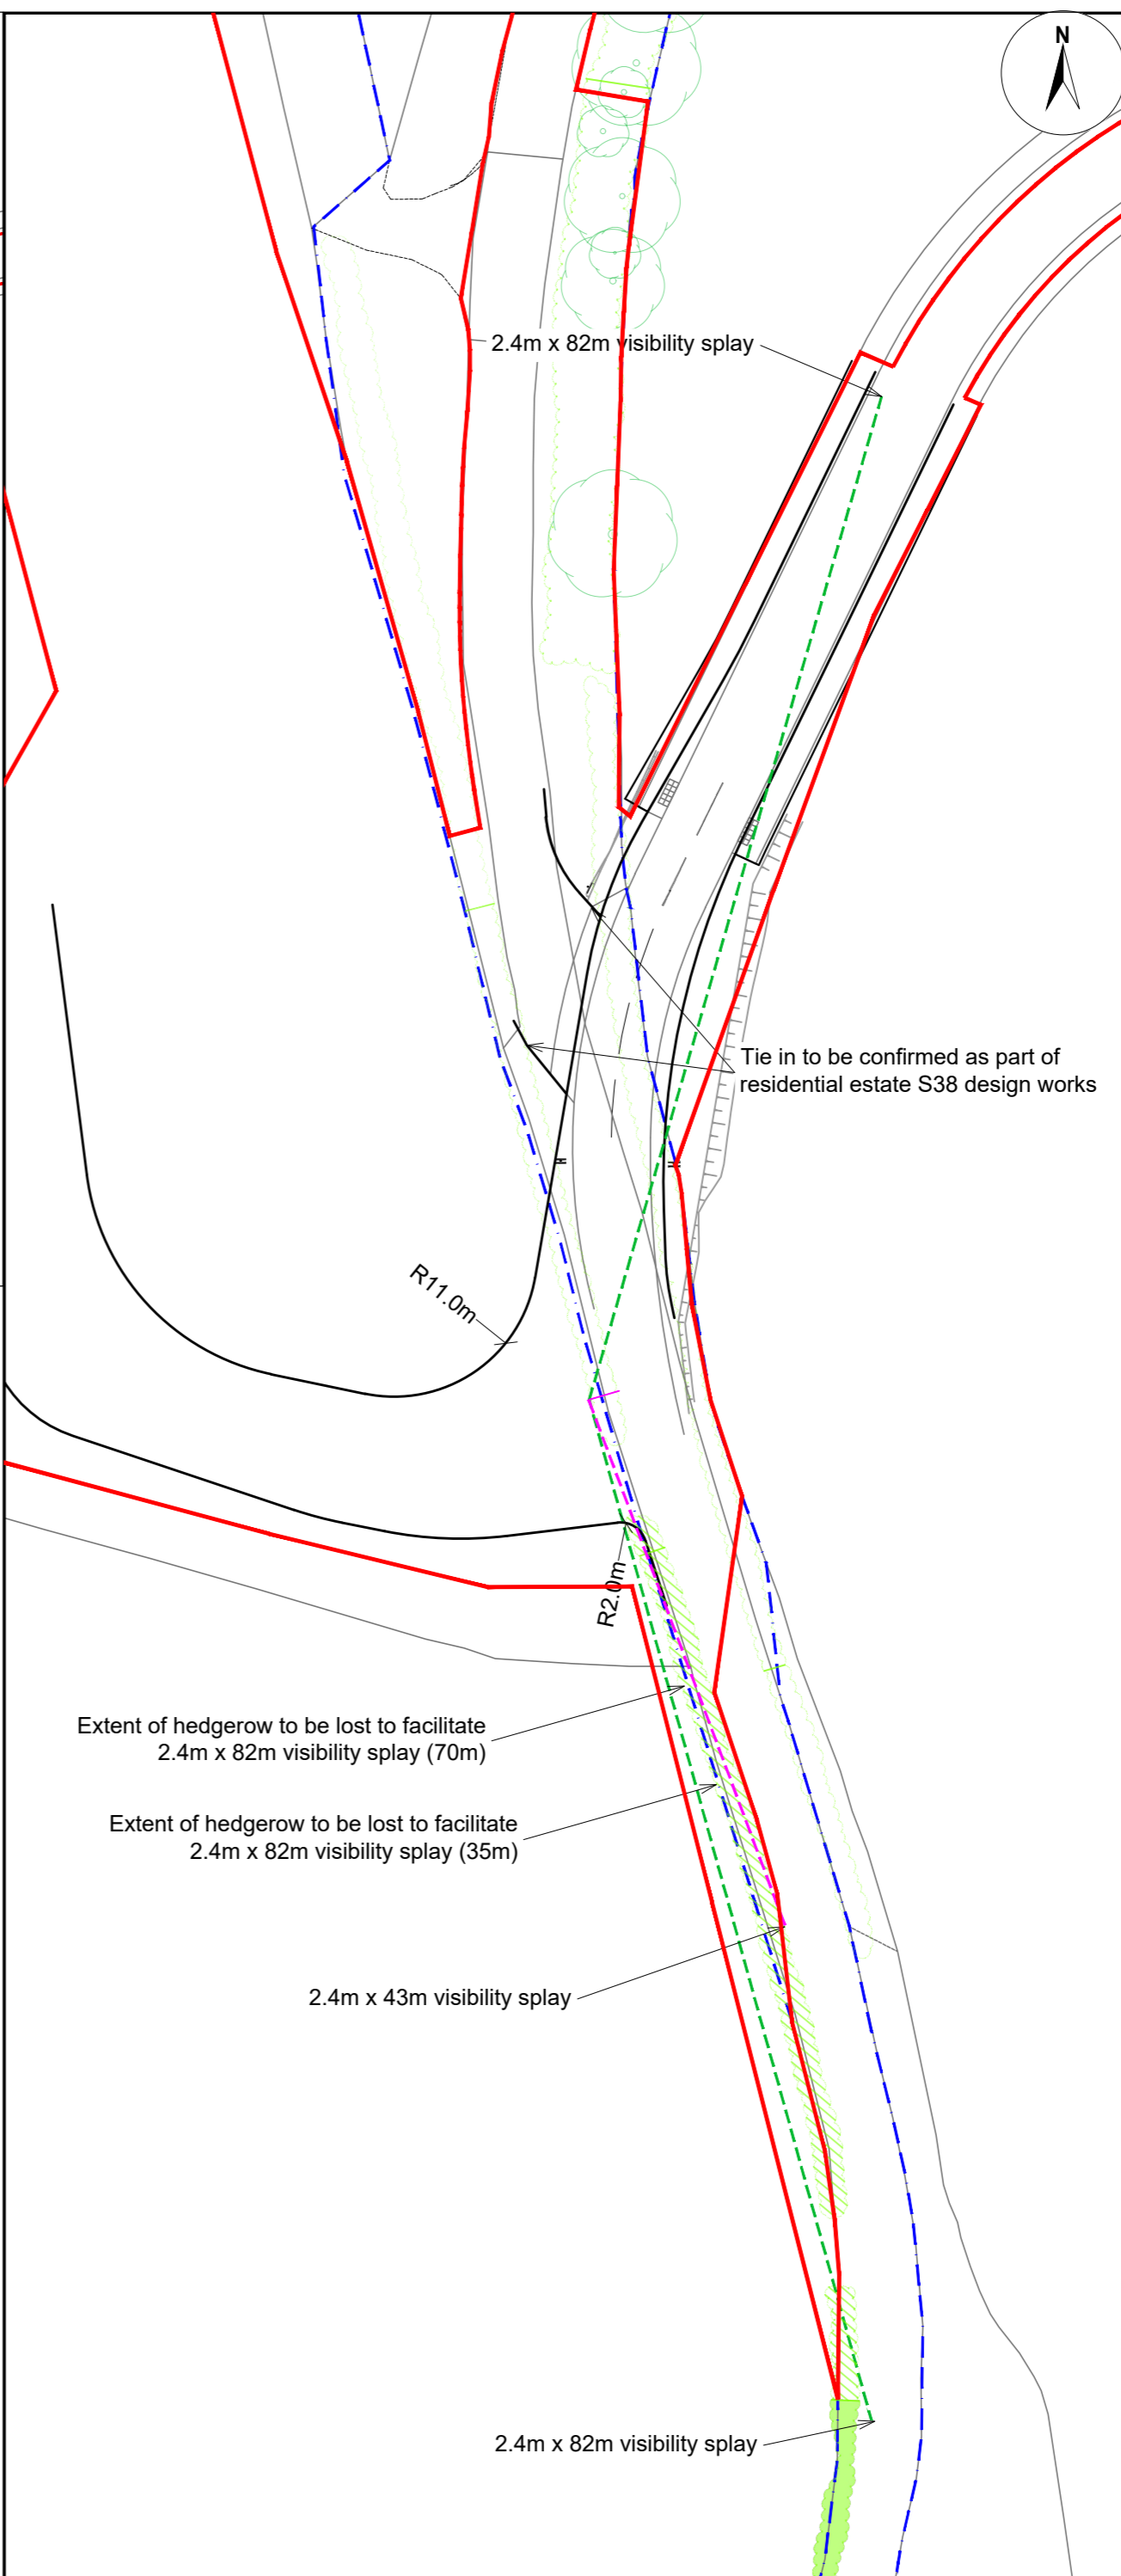 N
2.4m x 82m visibility splay
Tie in to be confirmed as part of
residential estate S38 design works
R11.0m
R2.0m
Extent of hedgerow to be lost to facilitate
2.4m x 82m visibility splay (70m)
Extent of hedgerow to be lost to facilitate
2.4m x 82m visibility splay (35m)
2.4m x 43m visibility splay
2.4m x 82m visibility splay